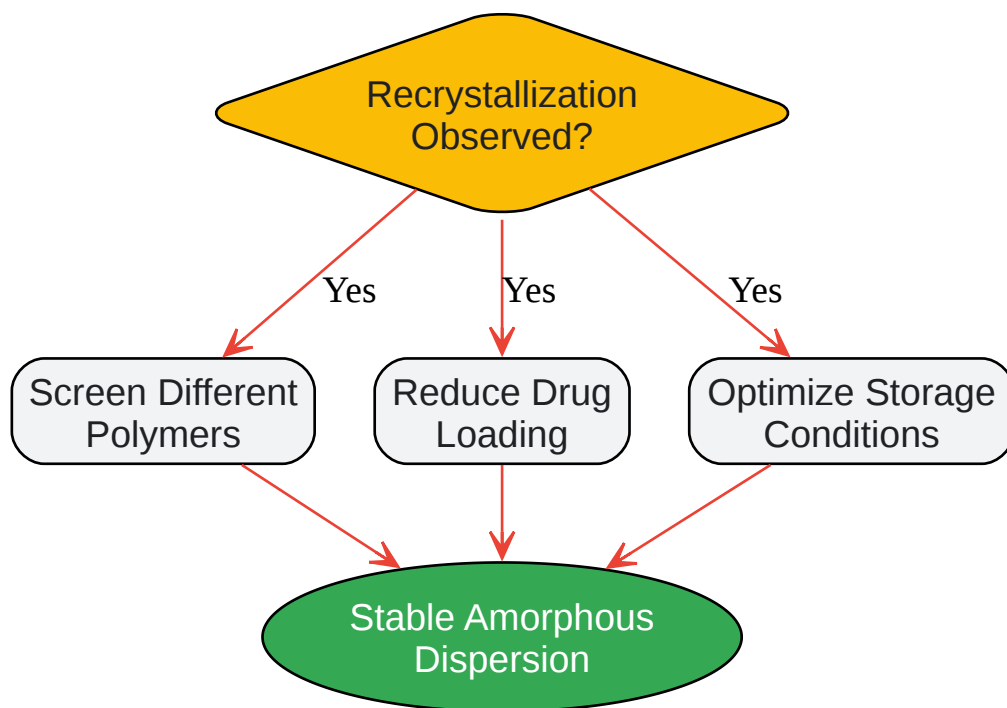 Recrystallization
Observed?
Yes
Yes
Yes
Screen Different
Polymers
Reduce Drug
Loading
Optimize Storage
Conditions
Stable Amorphous
Dispersion